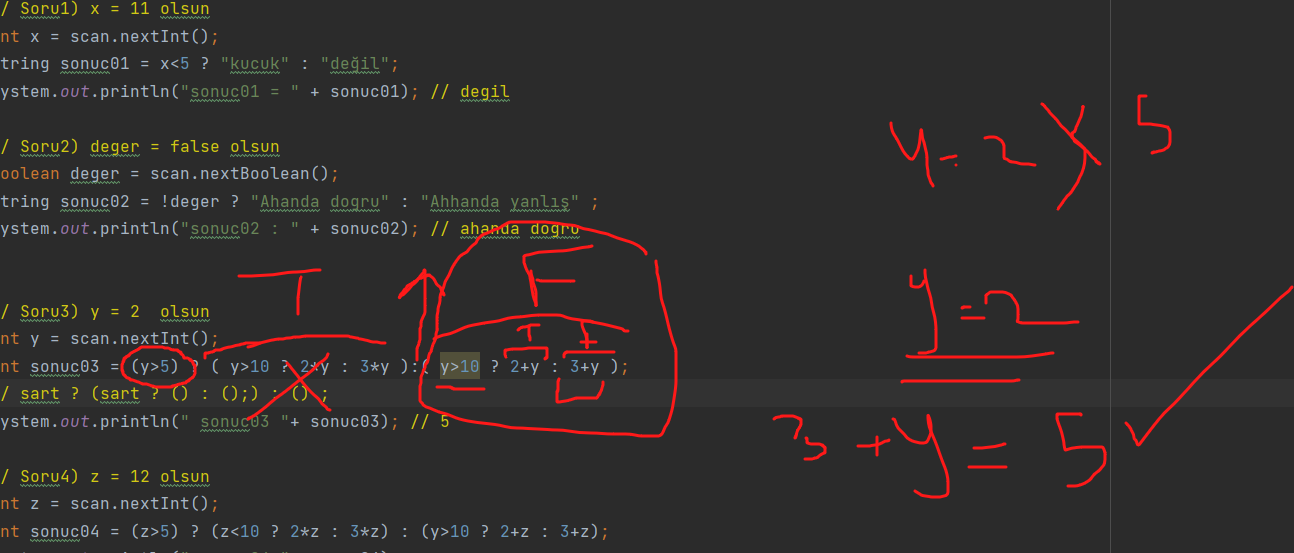 / Soru1) x = 11 olsun
nt x = scan.nextInt();
tring sonuc01 = x<5 ? "kucuk" : "değil";
ystem.out.println("sonuc01 = " + sonuc01); // degil
/ Soru2) deger = false olsun
oolean deger = scan.nextBoolean();
tring sonuc02 = !deger ? "Ahanda dogru" : "Ahhanda yanlış" ;
ystem.out.println("sonuc02 : " + sonuc02); // ahanda dogru
/ Soru3) y = 2  olsun
nt y = scan.nextInt();
nt sonuc03 = (y>5) ? ( y>10 ? 2*y : 3*y ):( y>10 ? 2+y : 3+y );
/ sart ? (sart ? () : ();) : () ;
ystem.out.println(" sonuc03 "+ sonuc03); // 5
/ Soru4) z = 12 olsun
nt z = scan.nextInt();
nt sonuc04 = (z>5) ? (z<10 ? 2*z : 3*z) : (y>10 ? 2+z : 3+z);
T
F
y = 2 y 5
y = 2
3 + y = 5